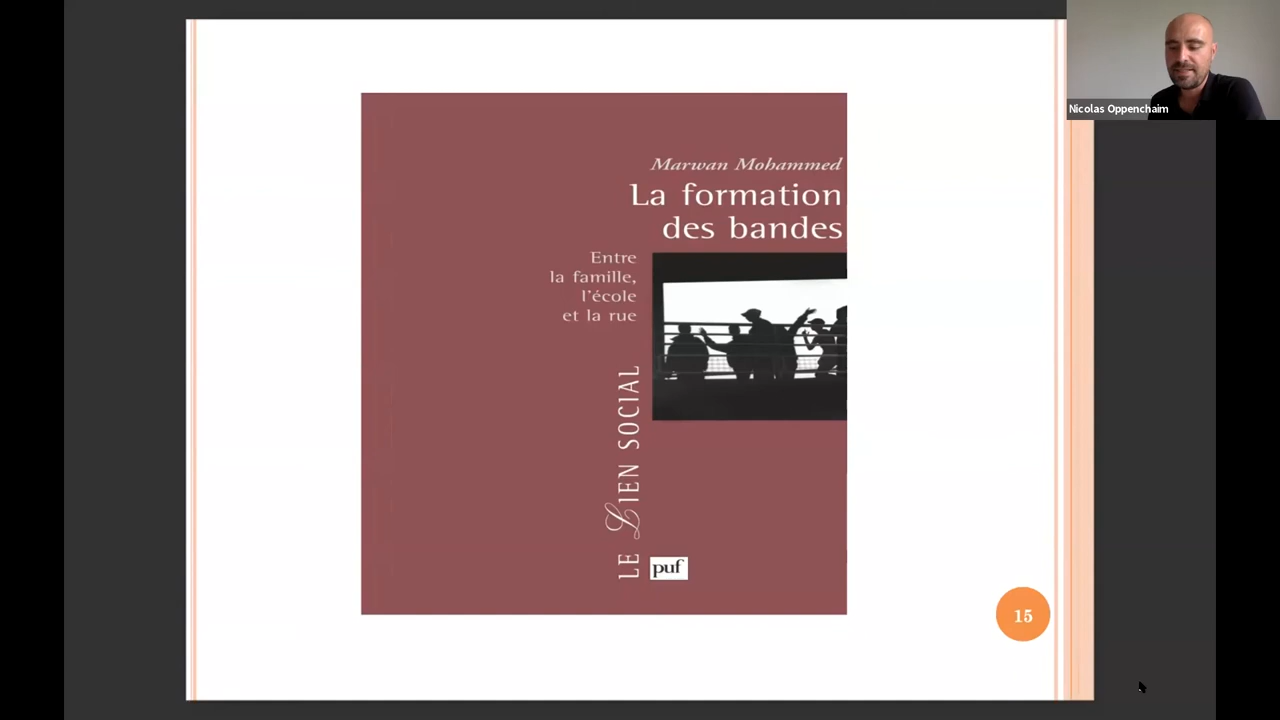 Nicolas Oppenchaim
Marwan Mohammed
La formation
des bandes
Entre
la famille,
l'école
et la rue
LE LIEN SOCIAL
puf
15